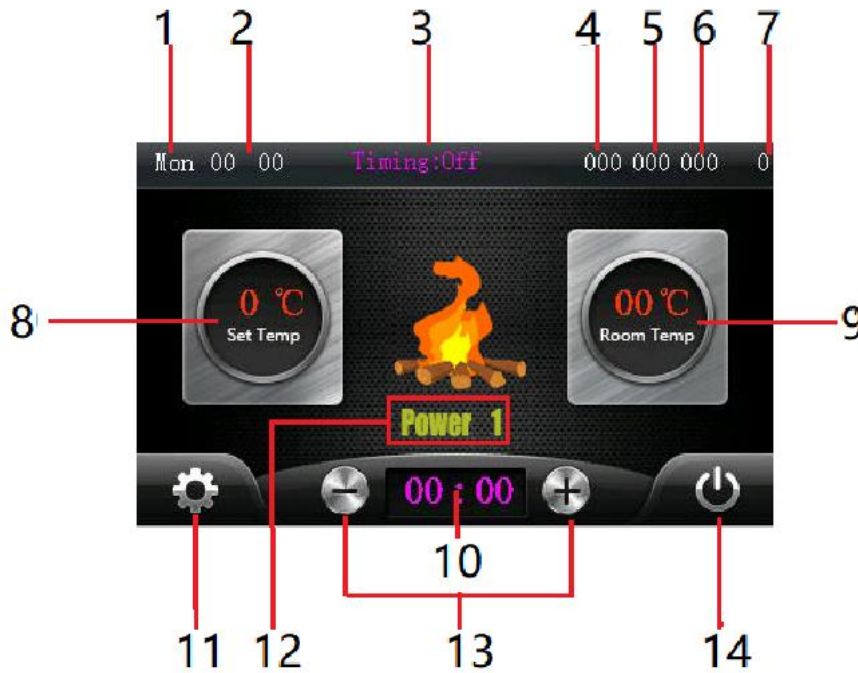 1 2 3 4 5 6 7
Mon 00 00 Timing:Off 000 000 000 0
8 0 ℃ 00 ℃ 9
Set Temp Room Temp
Power 1
00 : 00
10
11 12 13 14